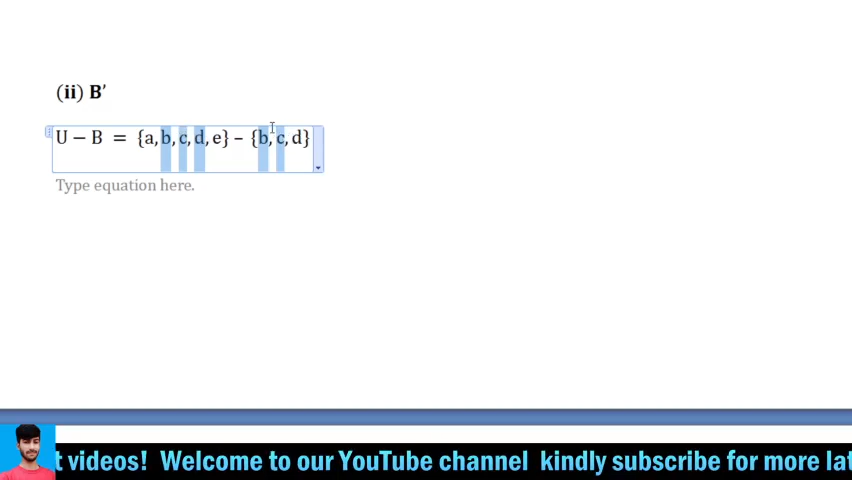 (ii) B′
U − B = {a, b, c, d, e} – {b, c, d}
Type equation here.
t videos! Welcome to our YouTube channel kindly subscribe for more lat